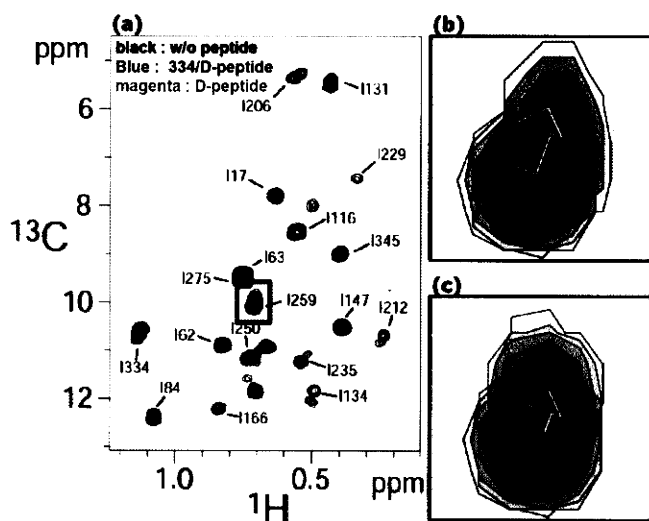 (a)
(b)
ppm
black : w/o peptide
Blue : 334/D-peptide
magenta : D-peptide
I206
I131
6
I229
I17
8
I116
13C
I345
I63
I275
10
I259
I147
I212
I62
I250
I334
I235
12
I84
I134
I166
(c)
1.0
0.5
ppm
1H